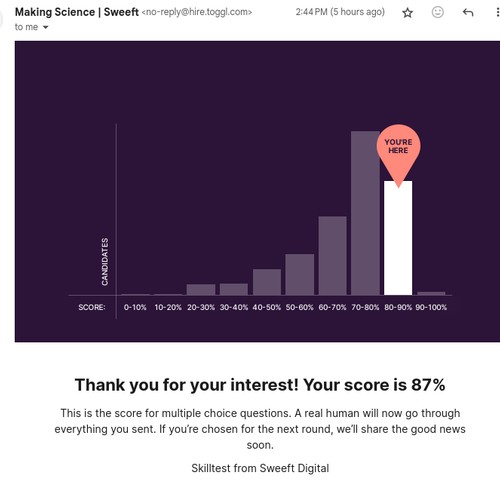 Making Science | Sweeft <no-reply@hire.toggl.com> 2:44 PM (5 hours ago)
to me
YOU'RE
HERE
CANDIDATES
SCORE: 0-10% 10-20% 20-30% 30-40% 40-50% 50-60% 60-70% 70-80% 80-90% 90-100%
Thank you for your interest! Your score is 87%
This is the score for multiple choice questions. A real human will now go through
everything you sent. If you're chosen for the next round, we'll share the good news
soon.
Skilltest from Sweeft Digital